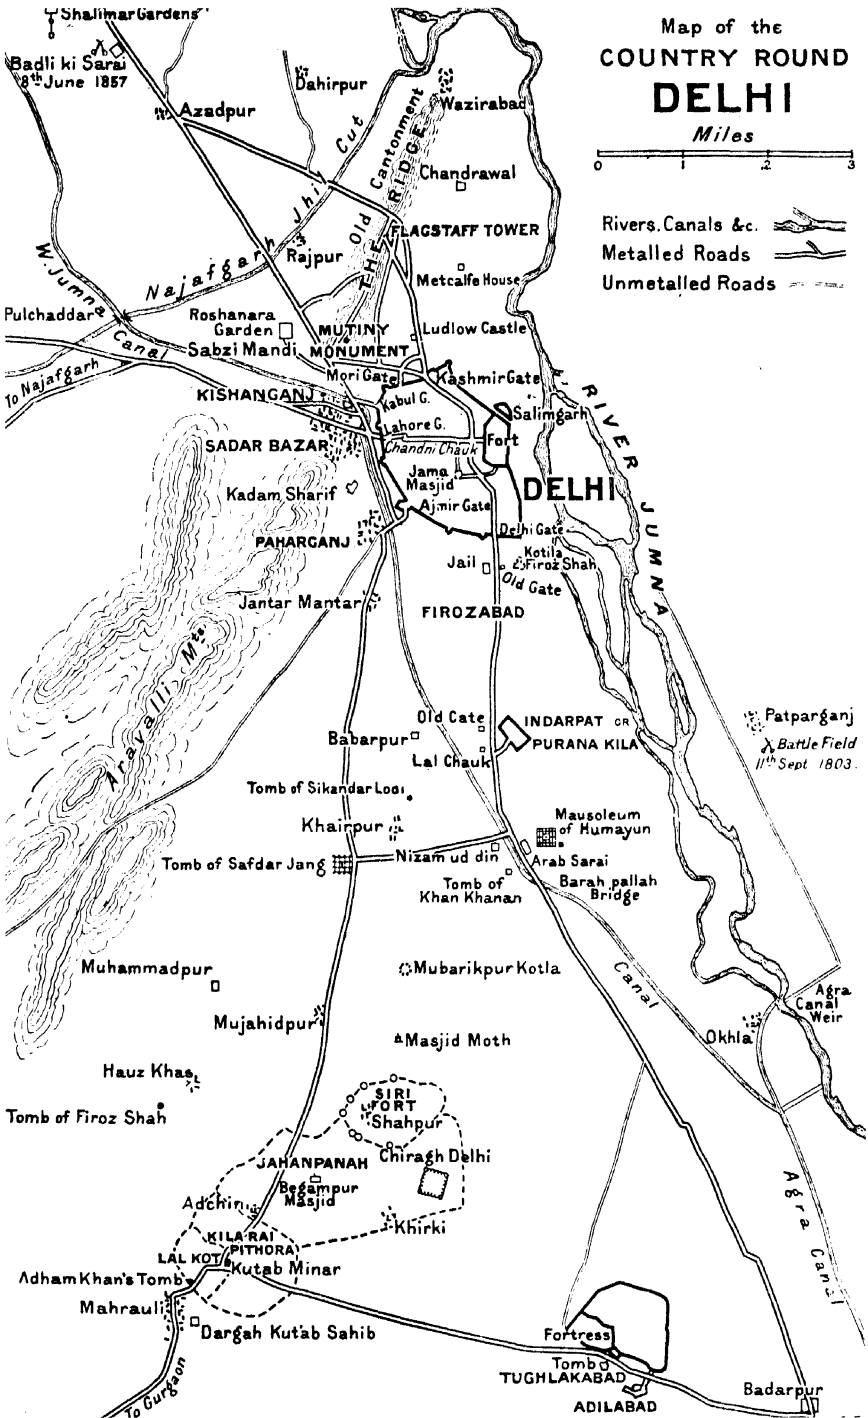 Map of the
COUNTRY ROUND
DELHI
Miles
0 1 2 3
Rivers, Canals &c.
Metalled Roads
Unmetalled Roads
Shalimar Gardens
Badli ki Sarai
8th June 1857
Dahirpur
Azadpur
Wazirabad
Najafgarh Jhil Cut
Old Cantonment
THE RIDGE
Chandrawal
FLAGSTAFF TOWER
Rajpur
W. Jumna Canal
Metcalfe House
Pulchaddar
Roshanara
Garden
MUTINY
MONUMENT
Ludlow Castle
Sabzi Mandi
To Najafgarh
Mori Gate
Kashmir Gate
KISHANGANJ
Kabul G.
Salimgarh
RIVER JUMNA
Lahore G.
SADAR BAZAR
Chandni Chauk
Fort
Jama
Masjid
DELHI
Kadam Sharif
Ajmir Gate
Delhi Gate
PAHARGANJ
Kotila
Firoz Shah
Jail
Old Gate
Jantar Mantar
FIROZABAD
Aravalli Mts.
Old Gate
INDARPAT OR
PURANA KILA
Patparganj
Battle Field
11th Sept 1803.
Babarpur
Lal Chauk
Tomb of Sikandar Lodi
Khairpur
Mausoleum
of Humayun
Tomb of Safdar Jang
Nizam ud din
Arab Sarai
Tomb of
Khan Khanan
Barah pallah
Bridge
Muhammadpur
Mubarikpur Kotla
Canal
Agra
Canal
Weir
Mujahidpur
Masjid Moth
Okhla
Hauz Khas
Tomb of Firoz Shah
SIRI
FORT
Shahpur
JAHANPANAH
Chiragh Delhi
Begampur
Masjid
Adchin
Khirki
Agra Canal
KILA RAI
PITHORA
LAL KOT
Kutab Minar
Adham Khan's Tomb
Mahrauli
Dargah Kutab Sahib
Fortress
Tomb
TUGHLAKABAD
ADILABAD
Badarpur
To Gurgaon